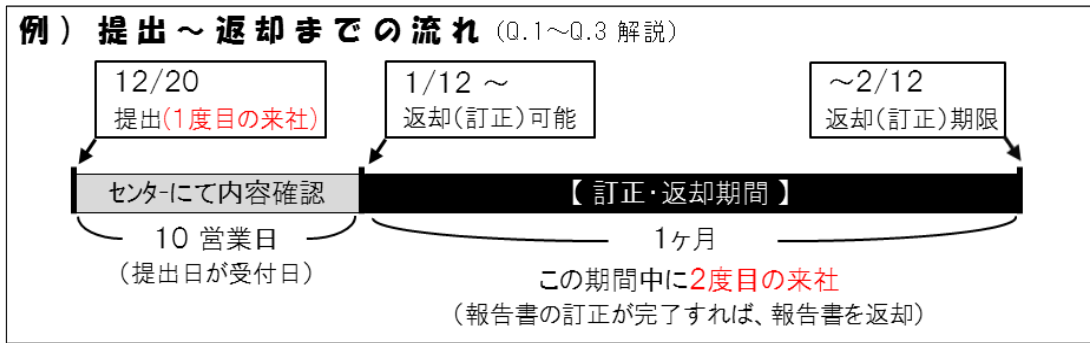 例) 提出~返却までの流れ (Q.1~Q.3 解説)
12/20
提出(1度目の来社)
1/12 ~
返却(訂正)可能
~2/12
返却(訂正)期限
センターにて内容確認
【 訂正・返却期間 】
10 営業日
(提出日が受付日)
1ヶ月
この期間中に2度目の来社
(報告書の訂正が完了すれば、報告書を返却)